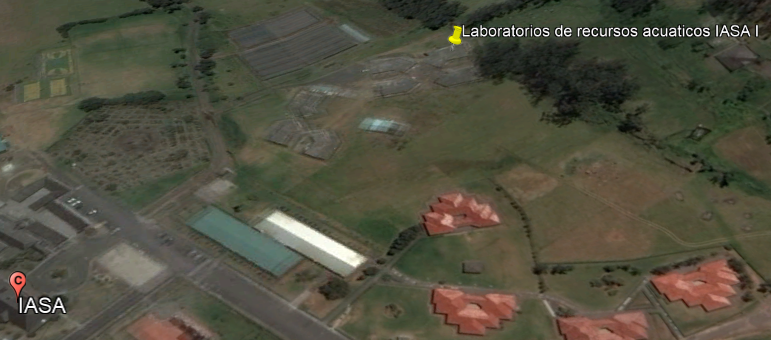 Laboratorios de recursos acuaticos IASA I
C
IASA